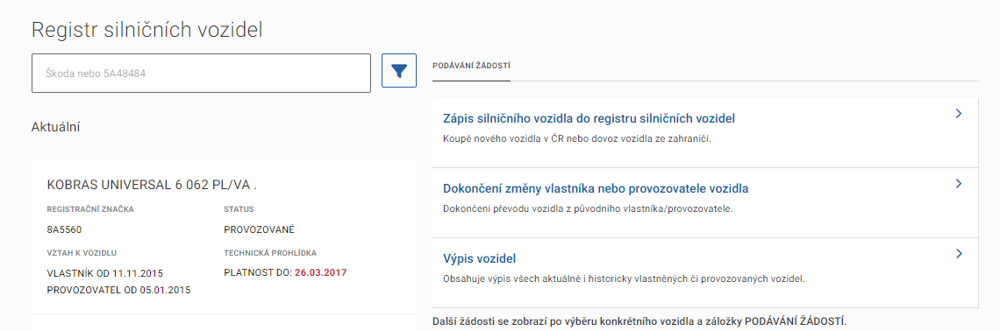 Registr silničních vozidel
Škoda nebo 5A48484
Aktuální
KOBRAS UNIVERSAL 6 062 PL/VA .
REGISTRAČNÍ ZNAČKA
STATUS
8A5560
PROVOZOVANÉ
VZTAH K VOZIDLU
TECHNICKÁ PROHLÍDKA
VLASTNÍK OD 11.11.2015
PLATNOST DO: 26.03.2017
PROVOZOVATEL OD 05.01.2015
PODÁVÁNÍ ŽÁDOSTÍ
Zápis silničního vozidla do registru silničních vozidel
Koupě nového vozidla v ČR nebo dovoz vozidla ze zahraničí.
Dokončení změny vlastníka nebo provozovatele vozidla
Dokončení převodu vozidla z původního vlastníka/provozovatele.
Výpis vozidel
Obsahuje výpis všech aktuálně i historicky vlastněných či provozovaných vozidel.
Další žádosti se zobrazí po výběru konkrétního vozidla a záložky PODÁVÁNÍ ŽÁDOSTÍ.